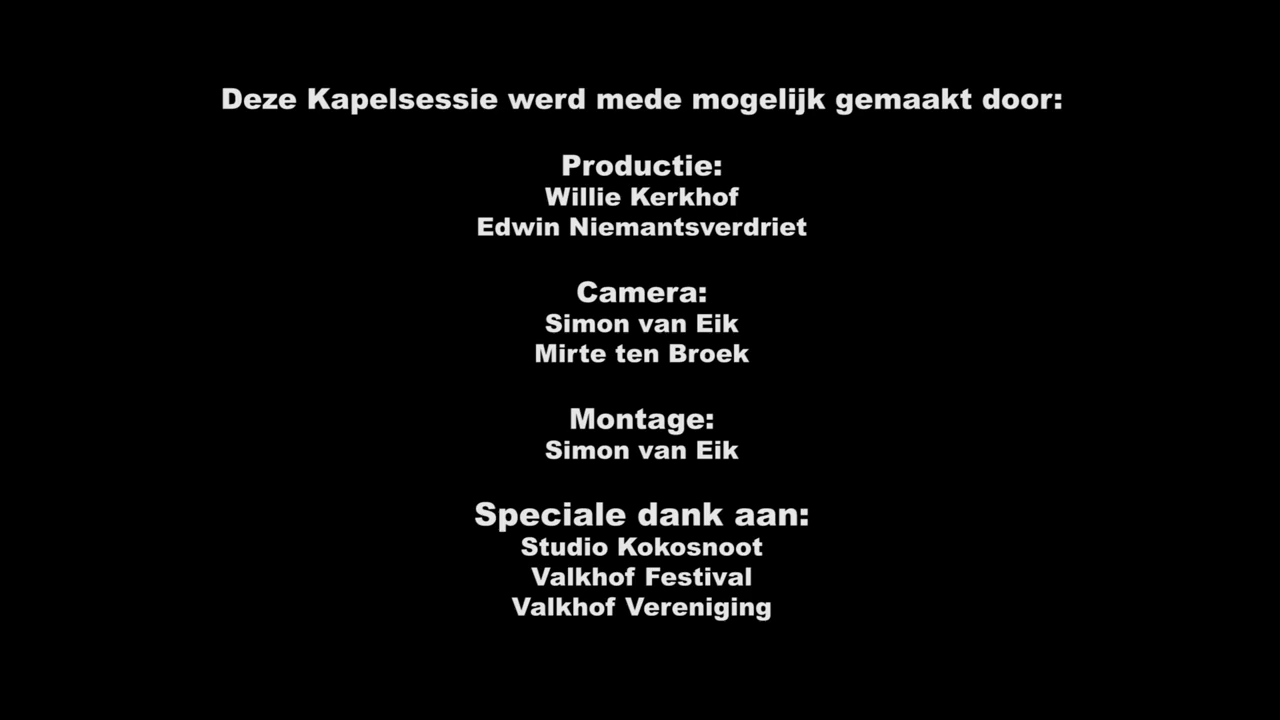 Deze Kapelsessie werd mede mogelijk gemaakt door:
Productie:
Willie Kerkhof
Edwin Niemantsverdriet
Camera:
Simon van Eik
Mirte ten Broek
Montage:
Simon van Eik
Speciale dank aan:
Studio Kokosnoot
Valkhof Festival
Valkhof Vereniging